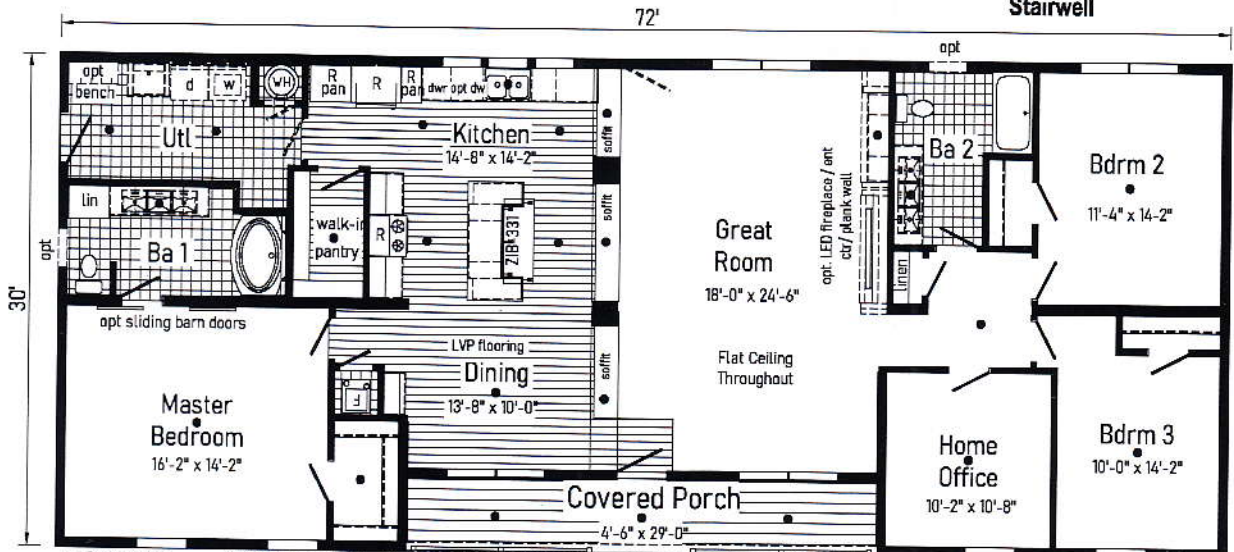 Stairwell
72'
30'
opt
opt
bench
d
w
WH
R
pan
R
R
pan
dwr opt dw
Utl
Kitchen
14'-8" x 14'-2"
soffit
lin
Ba 1
opt
walk-in
pantry
R
ZIBK331
soffit
Great
Room
18'-0" x 24'-6"
opt. LED fireplace / ent
ctr/ plank wall
Ba 2
linen
Bdrm 2
11'-4" x 14'-2"
opt sliding barn doors
LVP flooring
Dining
13'-8" x 10'-0"
soffit
Flat Ceiling
Throughout
F
Master
Bedroom
16'-2" x 14'-2"
Home
Office
10'-2" x 10'-8"
Bdrm 3
10'-0" x 14'-2"
Covered Porch
4'-6" x 29'-0"